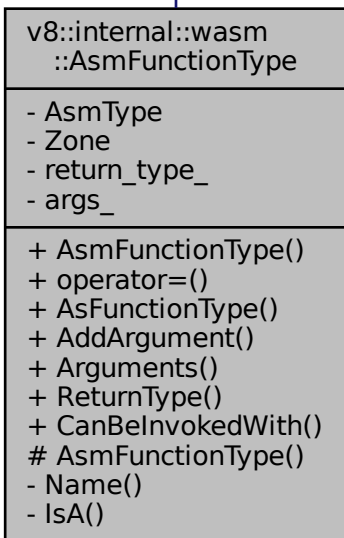 v8::internal::wasm
::AsmFunctionType
- AsmType
- Zone
- return_type_
- args_
+ AsmFunctionType()
+ operator=()
+ AsFunctionType()
+ AddArgument()
+ Arguments()
+ ReturnType()
+ CanBeInvokedWith()
# AsmFunctionType()
- Name()
- IsA()